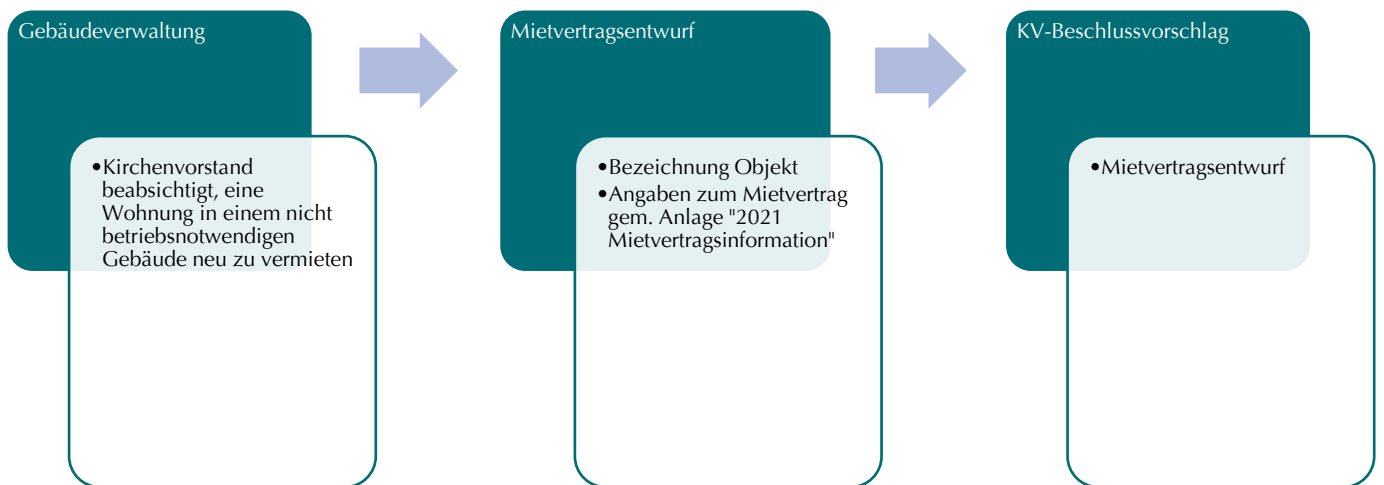 Gebäudeverwaltung
•Kirchenvorstand
beabsichtigt, eine
Wohnung in einem nicht
betriebsnotwendigen
Gebäude neu zu vermieten
Mietvertragsentwurf
•Bezeichnung Objekt
•Angaben zum Mietvertrag
gem. Anlage "2021
Mietvertragsinformation"
KV-Beschlussvorschlag
•Mietvertragsentwurf